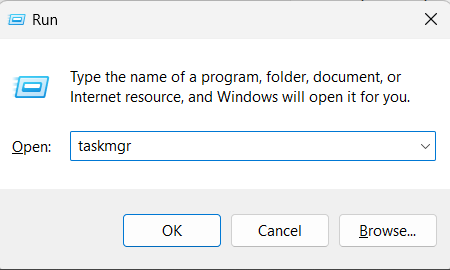 Run
Type the name of a program, folder, document, or
Internet resource, and Windows will open it for you.
Open: taskmgr
OK Cancel Browse...